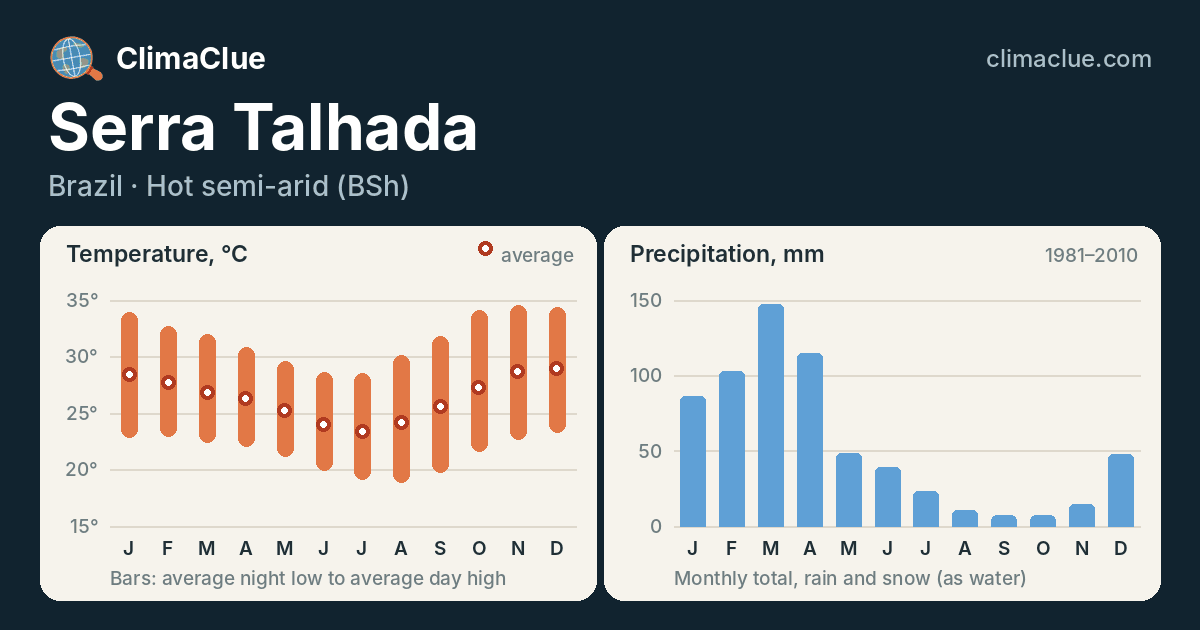 ClimaClue
climaclue.com
Serra Talhada
Brazil · Hot semi-arid (BSh)
Temperature, °C
average
35°
30°
25°
20°
15°
J F M A M J J A S O N D
Bars: average night low to average day high
Precipitation, mm
1981–2010
150
100
50
0
J F M A M J J A S O N D
Monthly total, rain and snow (as water)